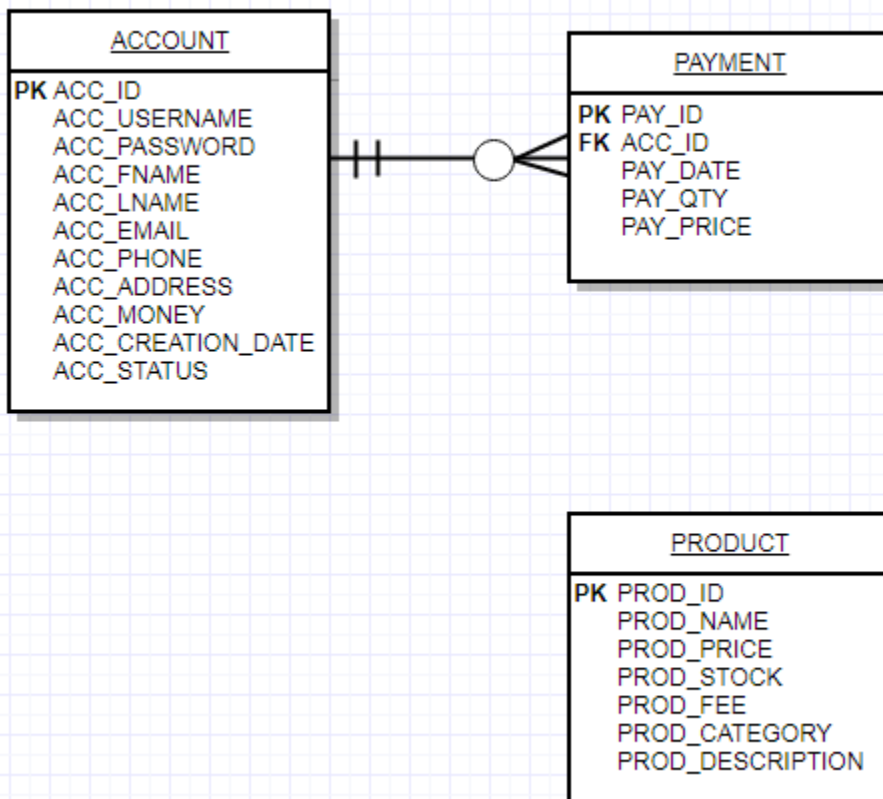 ACCOUNT
PK ACC_ID
ACC_USERNAME
ACC_PASSWORD
ACC_FNAME
ACC_LNAME
ACC_EMAIL
ACC_PHONE
ACC_ADDRESS
ACC_MONEY
ACC_CREATION_DATE
ACC_STATUS
PAYMENT
PK PAY_ID
FK ACC_ID
PAY_DATE
PAY_QTY
PAY_PRICE
PRODUCT
PK PROD_ID
PROD_NAME
PROD_PRICE
PROD_STOCK
PROD_FEE
PROD_CATEGORY
PROD_DESCRIPTION